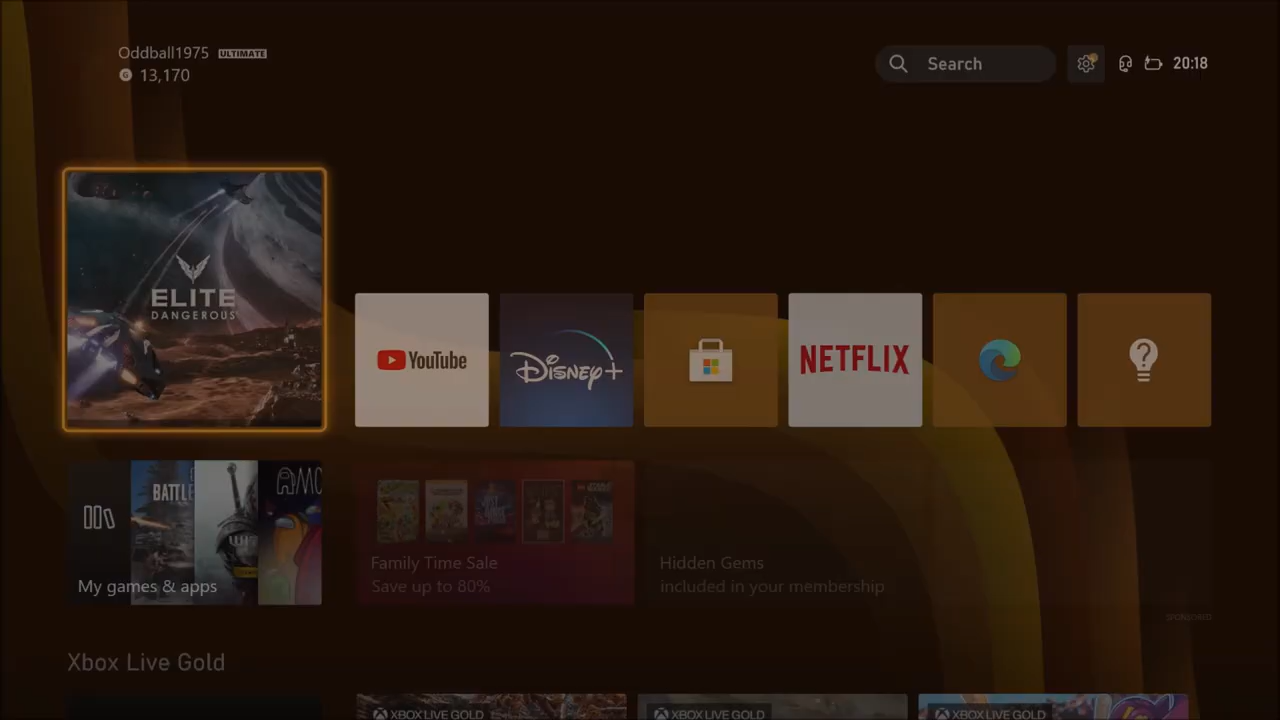 Oddball1975 ULTIMATE
13,170
Search
20:18
ELITE
DANGEROUS
YouTube
Disney+
NETFLIX
BATTLE
AMO
My games & apps
Family Time Sale
Save up to 80%
Hidden Gems
included in your membership
SPONSORED
Xbox Live Gold
XBOX LIVE GOLD
XBOX LIVE GOLD
XBOX LIVE GOLD